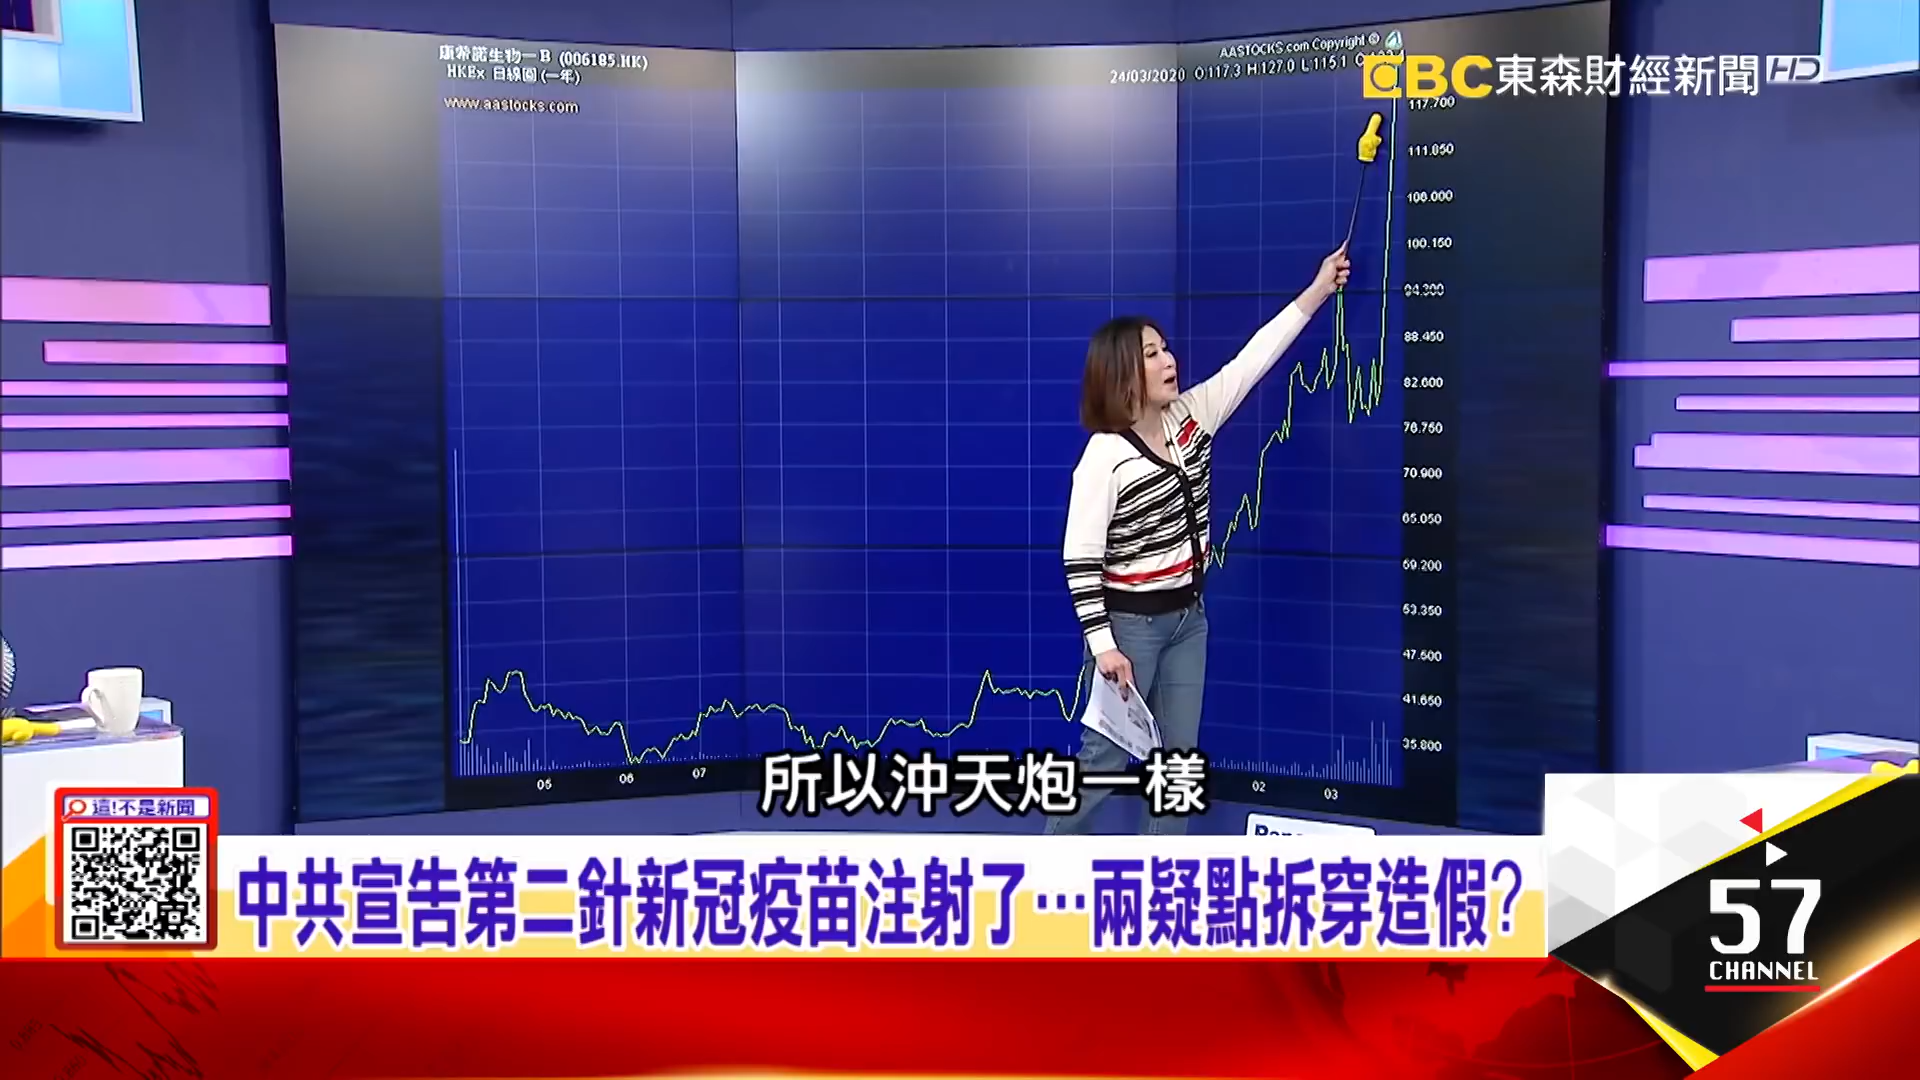 康希諾生物－B (006185.HK)
HKEx 日線圖 (一年)
www.aastocks.com
AASTOCKS.com Copyright ©
24/03/2020 O117.3 H127.0 L115.1
EBC東森財經新聞HD
117.700
111.850
106.000
100.150
94.300
88.450
82.600
76.750
70.900
65.050
59.200
53.350
47.500
41.650
35.800
05
06
07
02
03
所以沖天炮一樣
這!不是新聞
中共宣告第二針新冠疫苗注射了…兩疑點拆穿造假?
57
CHANNEL